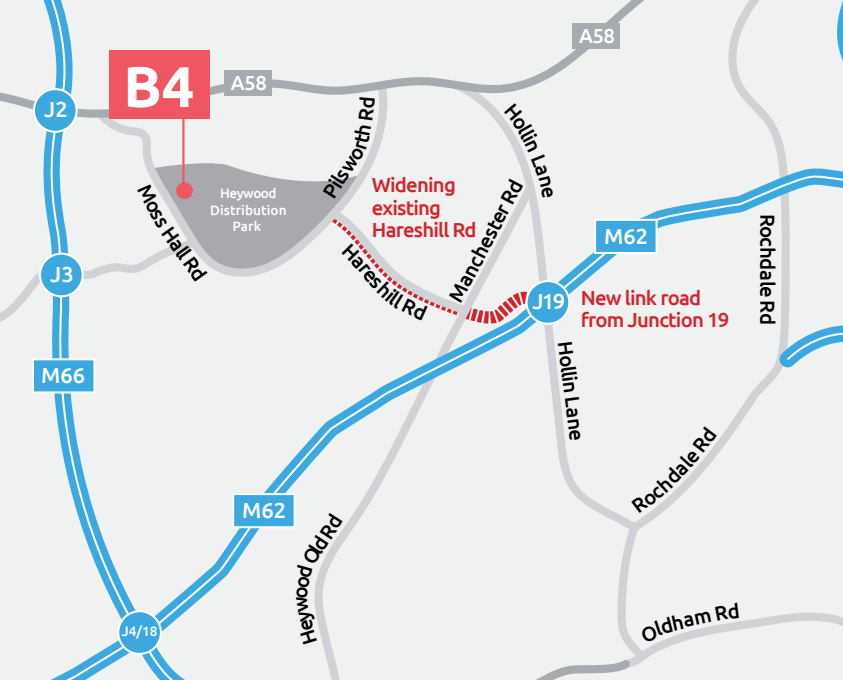 A58
A58
B4
J2
Pilsworth Rd
Hollin Lane
Widening
existing
Hareshill Rd
Heywood
Distribution
Park
Moss Hall Rd
Manchester Rd
M62
Rochdale Rd
J3
Hareshill Rd
J19
New link road
from Junction 19
M66
Hollin Lane
Rochdale Rd
M62
Heywood Old Rd
J4/18
Oldham Rd